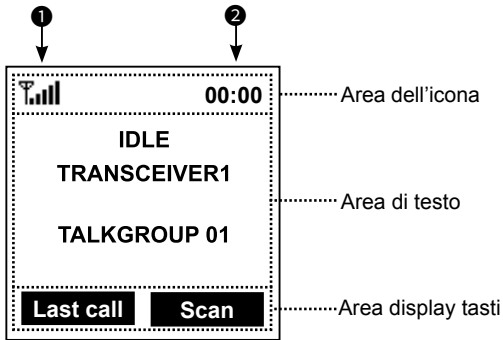 ❶ ❷
00:00 Area dell'icona
IDLE
TRANSCEIVER1
Area di testo
TALKGROUP 01
Last call Scan Area display tasti